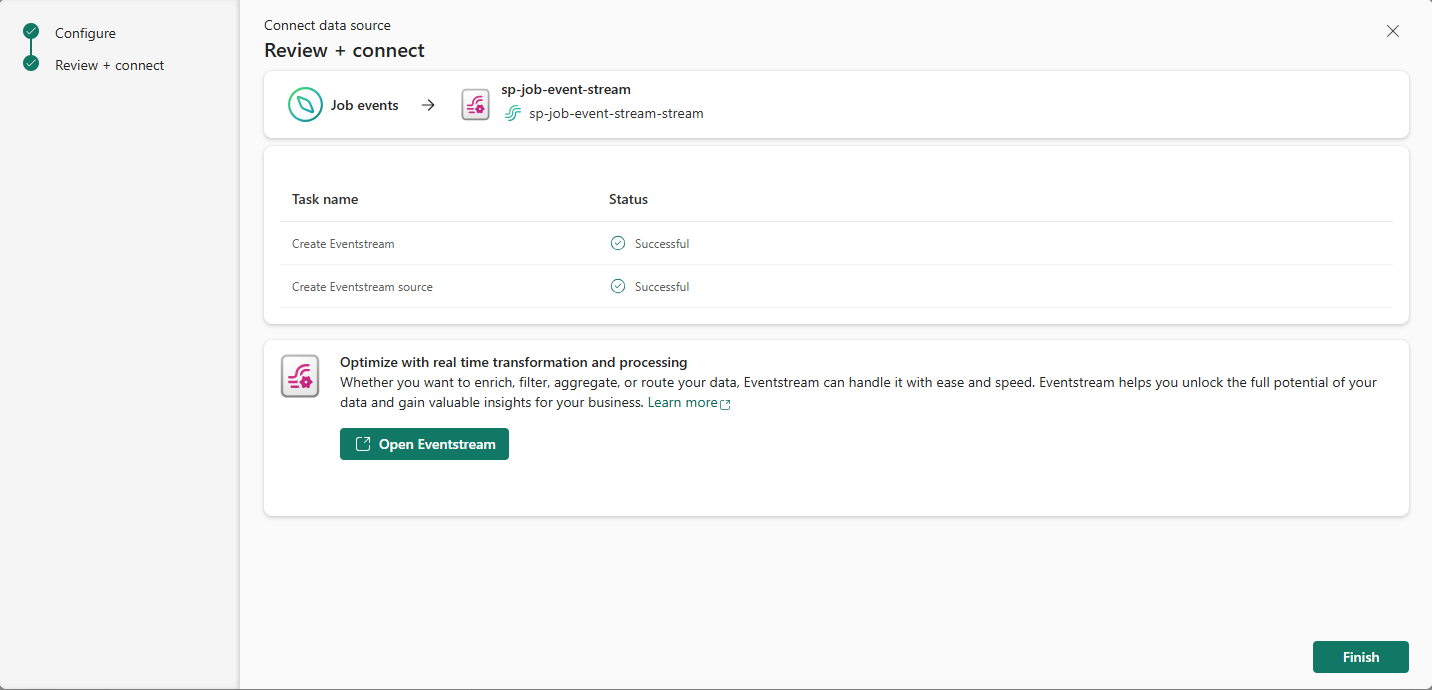 Configure
Review + connect
Connect data source
Review + connect
Job events
sp-job-event-stream
sp-job-event-stream-stream
Task name Status
Create Eventstream Successful
Create Eventstream source Successful
Optimize with real time transformation and processing
Whether you want to enrich, filter, aggregate, or route your data, Eventstream can handle it with ease and speed. Eventstream helps you unlock the full potential of your
data and gain valuable insights for your business. Learn more
Open Eventstream
Finish